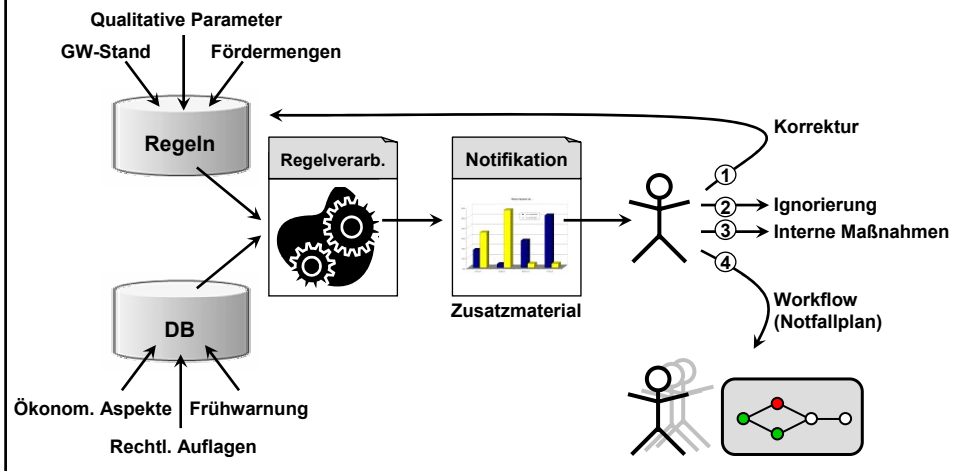 Qualitative Parameter
GW-Stand
Fördermengen
Regeln
Regelverarb.
Notifikation
Zusatzmaterial
DB
Ökonom. Aspekte
Frühwarnung
Rechtl. Auflagen
Korrektur
1
2
Ignorierung
3
Interne Maßnahmen
4
Workflow
(Notfallplan)